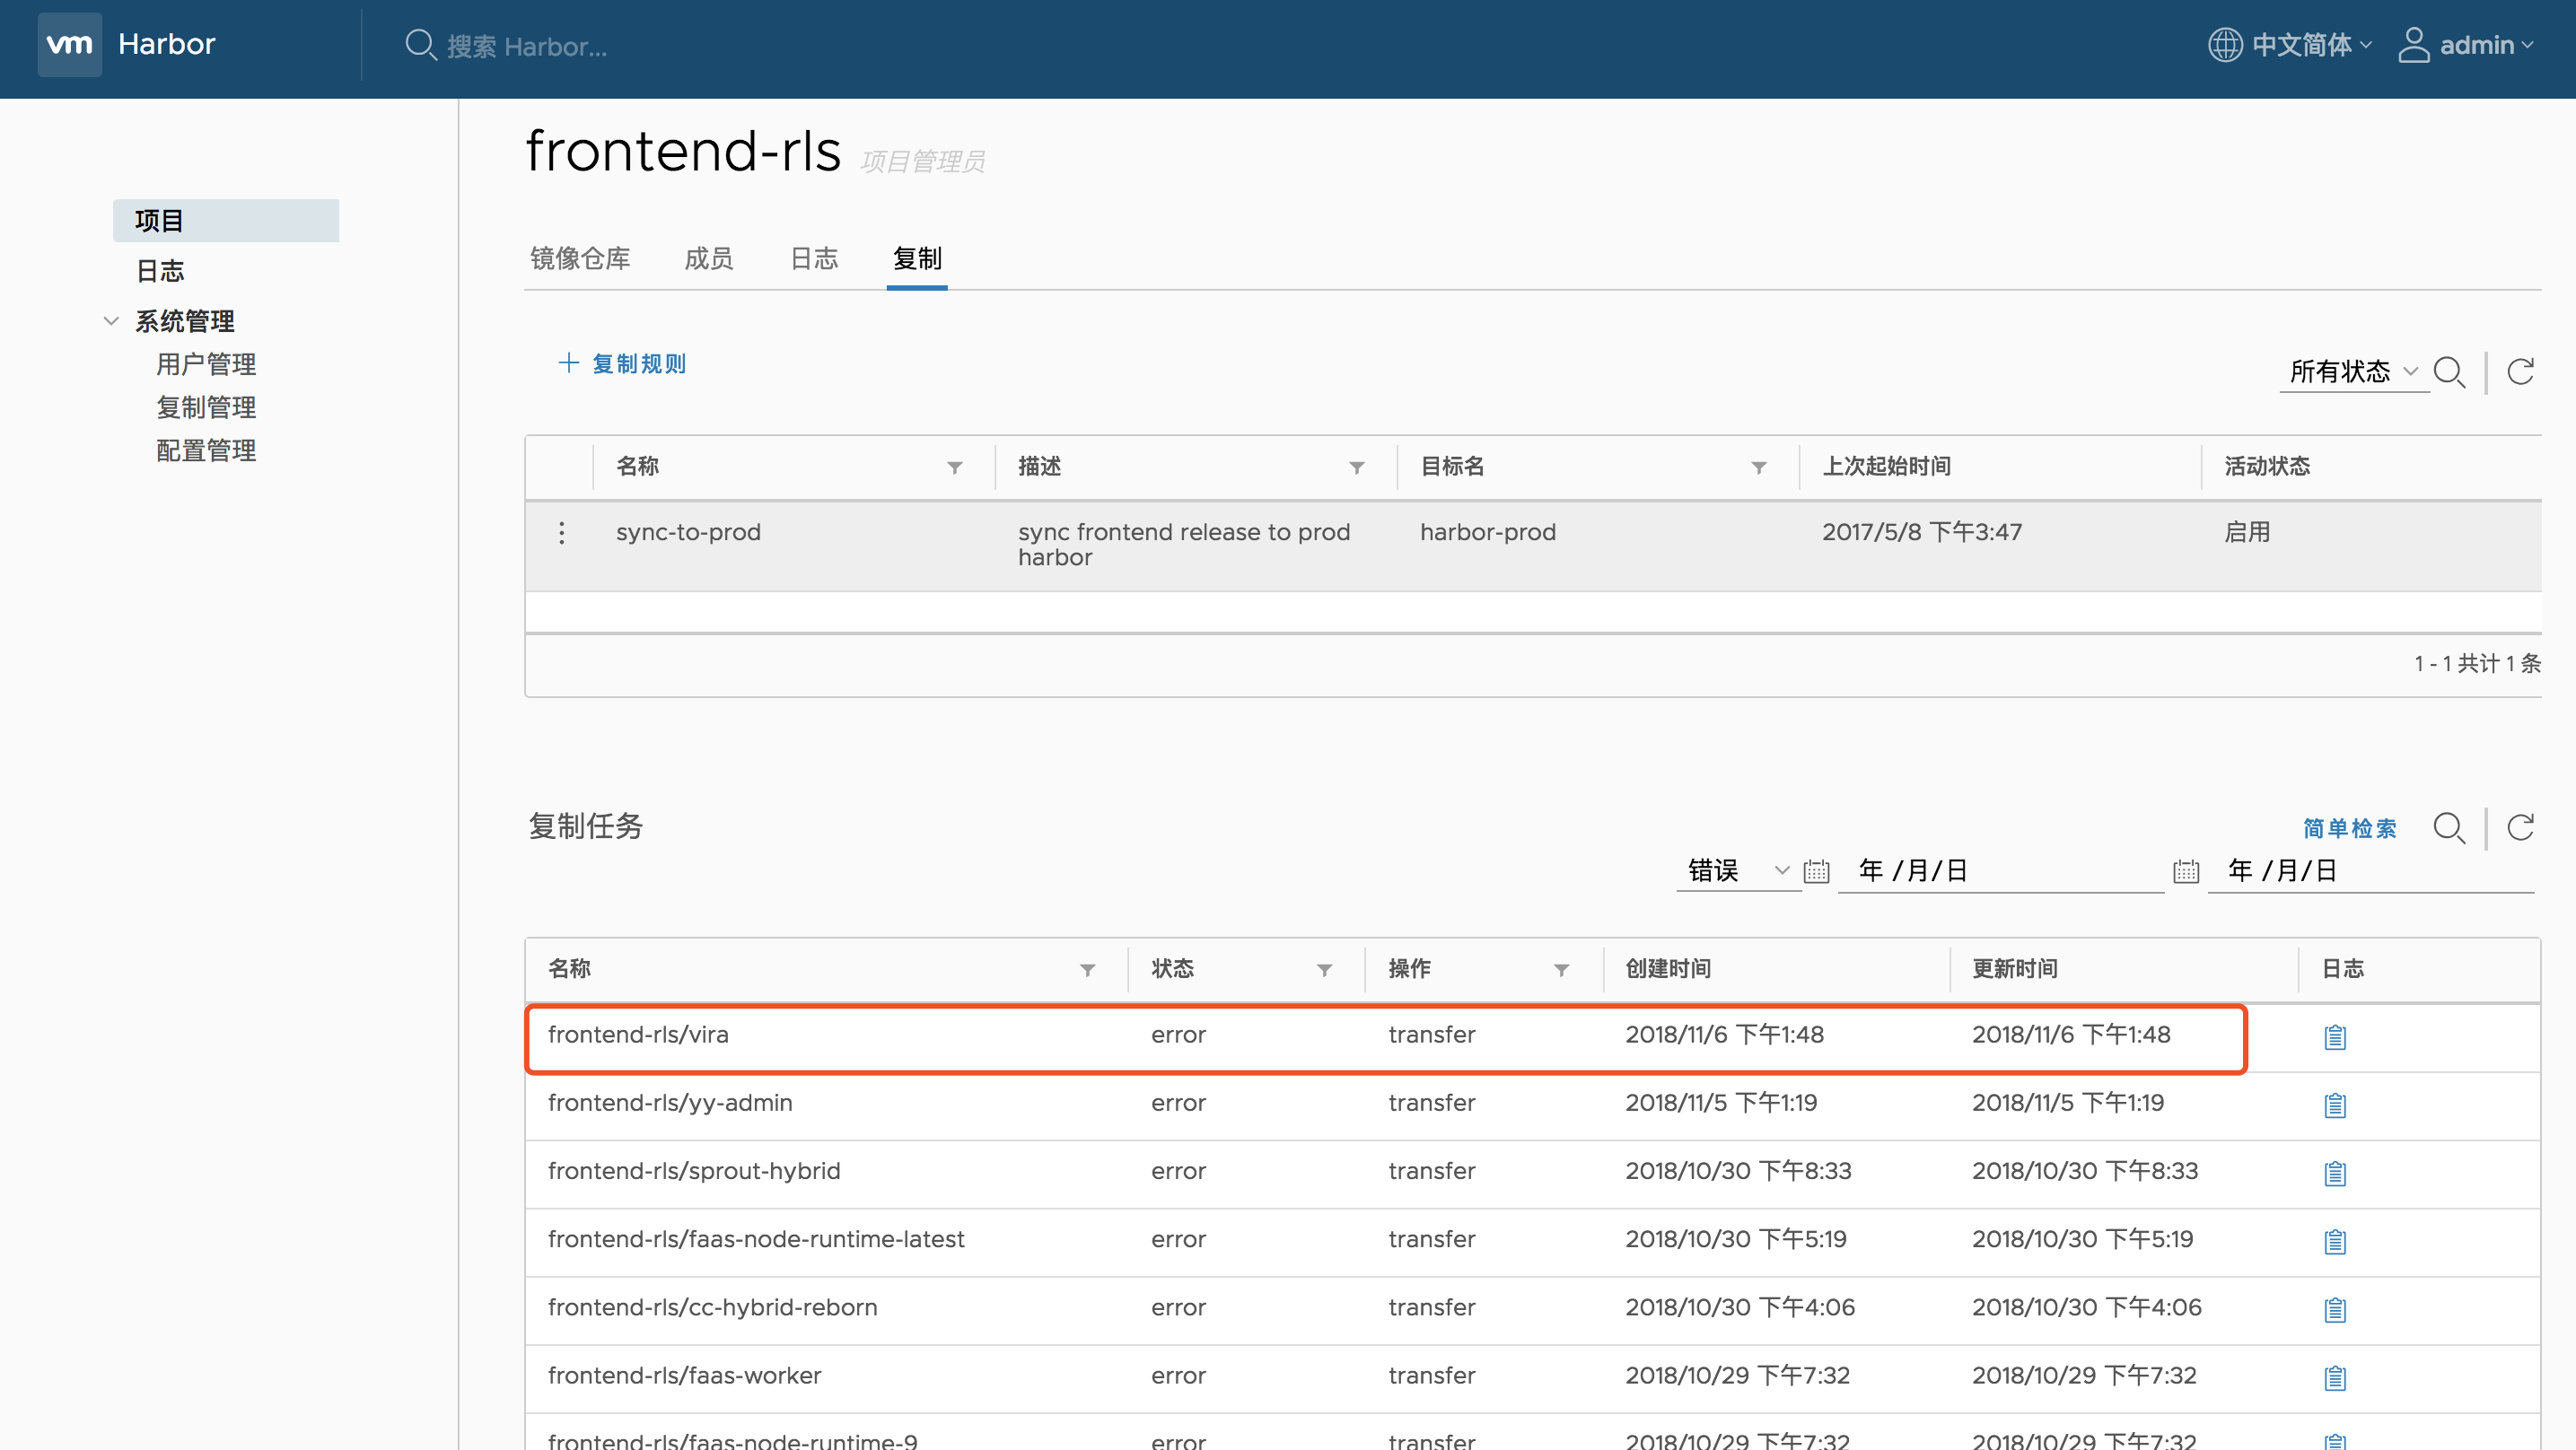 vm Harbor 搜索 Harbor... 中文简体 admin
项目
日志
系统管理
用户管理
复制管理
配置管理
frontend-rls 项目管理员
镜像仓库 成员 日志 复制
复制规则 所有状态
名称 描述 目标名 上次起始时间 活动状态
sync-to-prod sync frontend release to prod harbor-prod 2017/5/8 下午3:47 启用
harbor
1 - 1 共计 1 条
复制任务 简单检索
错误 年 /月/日 年 /月/日
名称 状态 操作 创建时间 更新时间 日志
frontend-rls/vira error transfer 2018/11/6 下午1:48 2018/11/6 下午1:48
frontend-rls/yy-admin error transfer 2018/11/5 下午1:19 2018/11/5 下午1:19
frontend-rls/sprout-hybrid error transfer 2018/10/30 下午8:33 2018/10/30 下午8:33
frontend-rls/faas-node-runtime-latest error transfer 2018/10/30 下午5:19 2018/10/30 下午5:19
frontend-rls/cc-hybrid-reborn error transfer 2018/10/30 下午4:06 2018/10/30 下午4:06
frontend-rls/faas-worker error transfer 2018/10/29 下午7:32 2018/10/29 下午7:32
frontend-rls/faas-node-runtime-9 error transfer 2018/10/29 下午7:32 2018/10/29 下午7:32